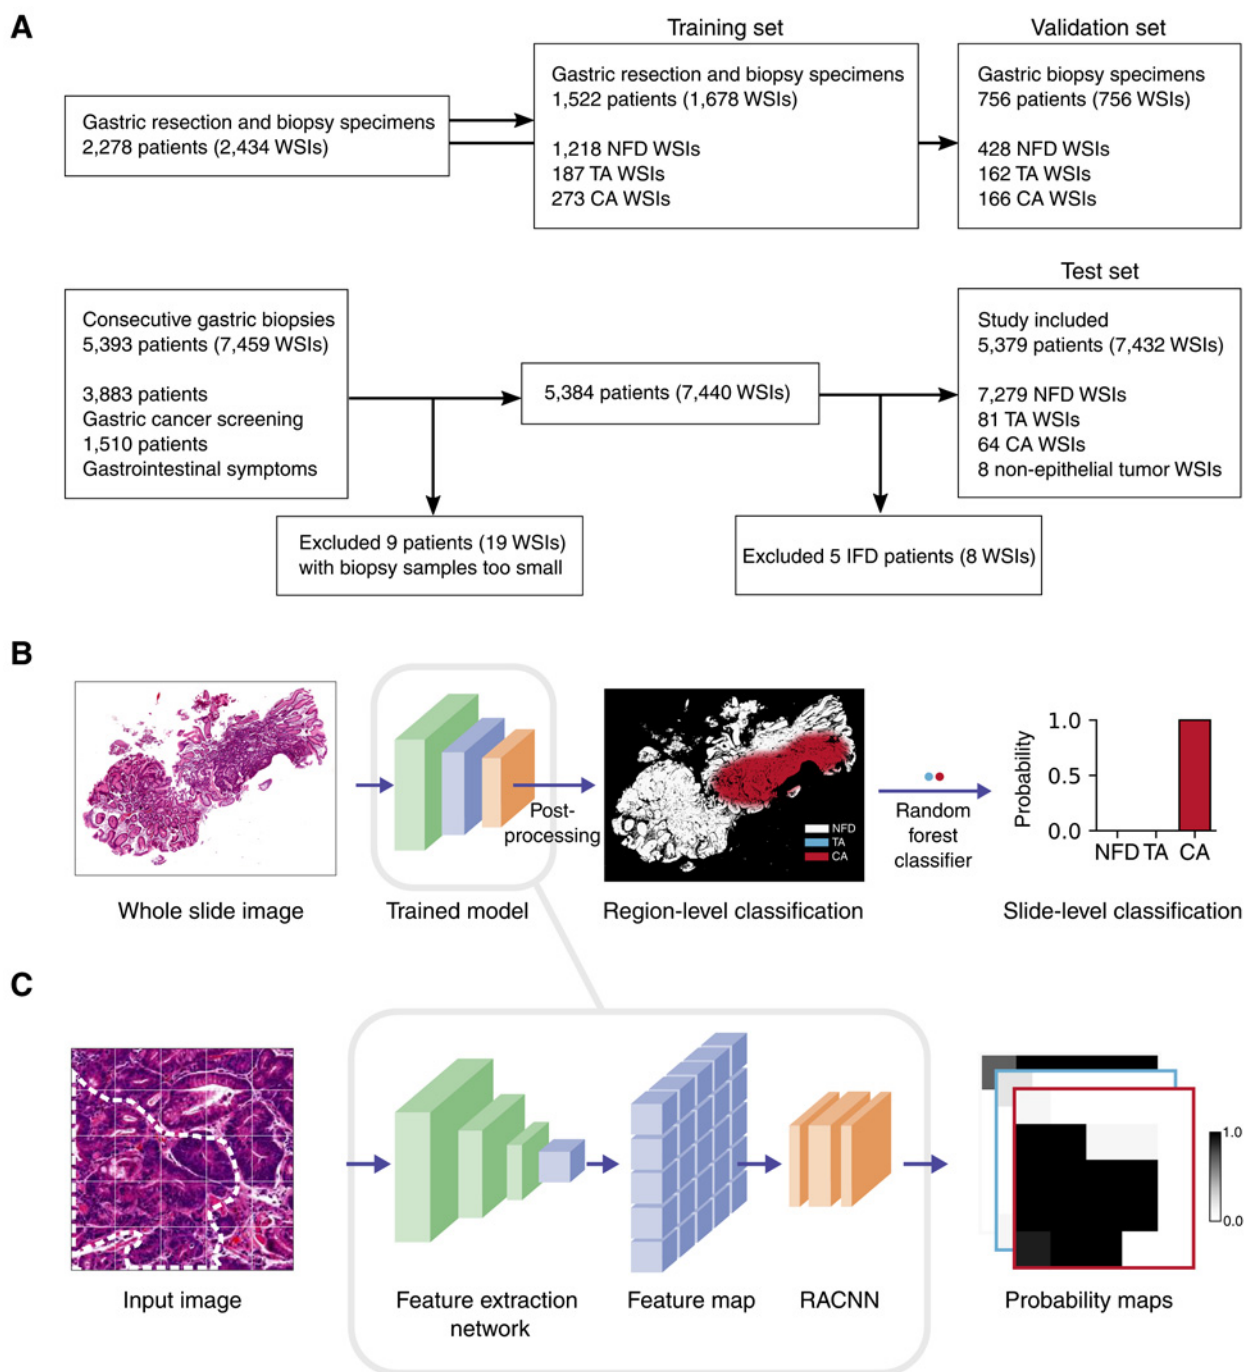 A
Training set
Validation set
Gastric resection and biopsy specimens
2,278 patients (2,434 WSIs)
Gastric resection and biopsy specimens
1,522 patients (1,678 WSIs)
1,218 NFD WSIs
187 TA WSIs
273 CA WSIs
Gastric biopsy specimens
756 patients (756 WSIs)
428 NFD WSIs
162 TA WSIs
166 CA WSIs
Test set
Consecutive gastric biopsies
5,393 patients (7,459 WSIs)
3,883 patients
Gastric cancer screening
1,510 patients
Gastrointestinal symptoms
5,384 patients (7,440 WSIs)
Study included
5,379 patients (7,432 WSIs)
7,279 NFD WSIs
81 TA WSIs
64 CA WSIs
8 non-epithelial tumor WSIs
Excluded 9 patients (19 WSIs)
with biopsy samples too small
Excluded 5 IFD patients (8 WSIs)
B
Post-
processing
NFD
TA
CA
Random
forest
classifier
Probability
1.0
0.5
0.0
NFD TA CA
Whole slide image
Trained model
Region-level classification
Slide-level classification
C
1.0
0.0
Input image
Feature extraction
network
Feature map
RACNN
Probability maps